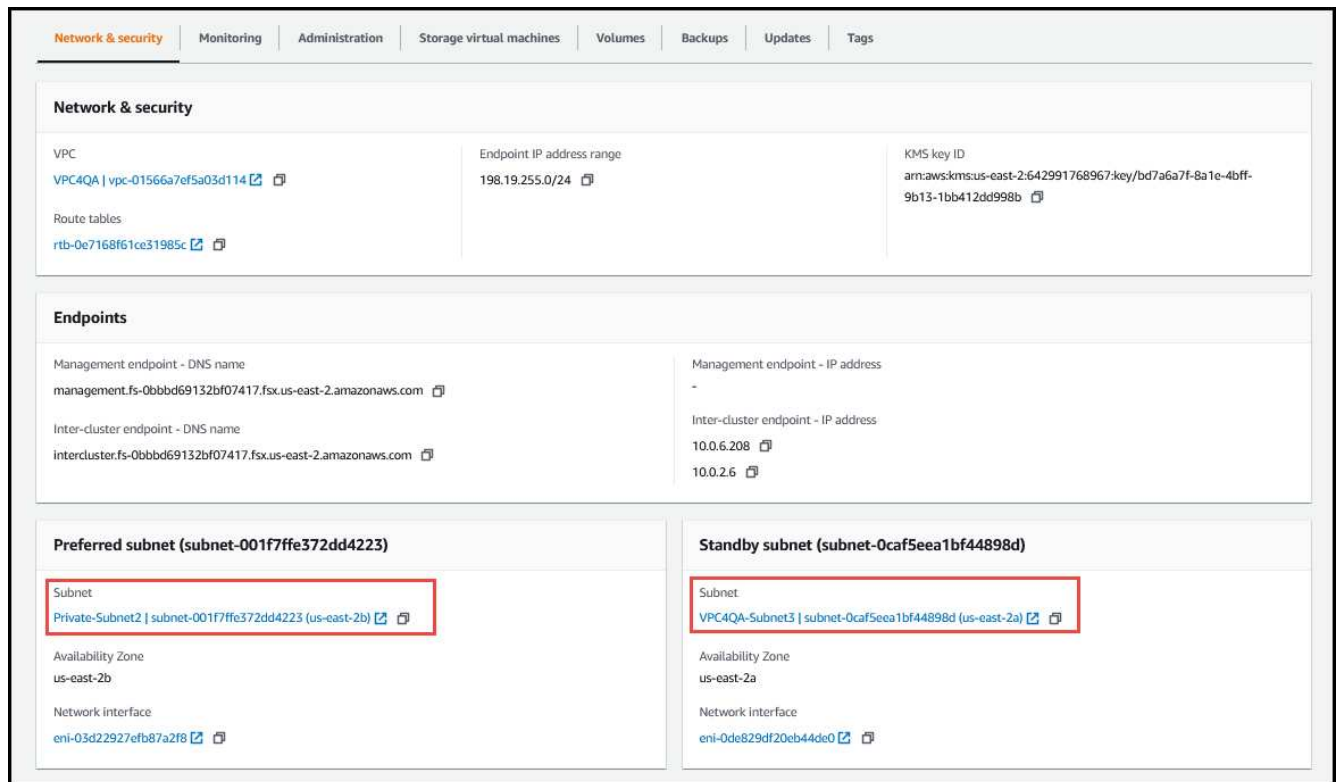 Network & security Monitoring Administration Storage virtual machines Volumes Backups Updates Tags
Network & security
VPC
VPC4QA | vpc-01566a7ef5a03d114
Route tables
rtb-0e7168f61ce31985c
Endpoint IP address range
198.19.255.0/24
KMS key ID
arn:aws:kms:us-east-2:642991768967:key/bd7a6a7f-8a1e-4bff-
9b13-1bb412dd998b
Endpoints
Management endpoint - DNS name
management.fs-0bbbd69132bf07417.fsx.us-east-2.amazonaws.com
Inter-cluster endpoint - DNS name
intercluster.fs-0bbbd69132bf07417.fsx.us-east-2.amazonaws.com
Management endpoint - IP address
-
Inter-cluster endpoint - IP address
10.0.6.208
10.0.2.6
Preferred subnet (subnet-001f7ffe372dd4223)
Subnet
Private-Subnet2 | subnet-001f7ffe372dd4223 (us-east-2b)
Availability Zone
us-east-2b
Network interface
eni-03d22927efb87a2f8
Standby subnet (subnet-0caf5eea1bf44898d)
Subnet
VPC4QA-Subnet3 | subnet-0caf5eea1bf44898d (us-east-2a)
Availability Zone
us-east-2a
Network interface
eni-0de829df20eb44de0